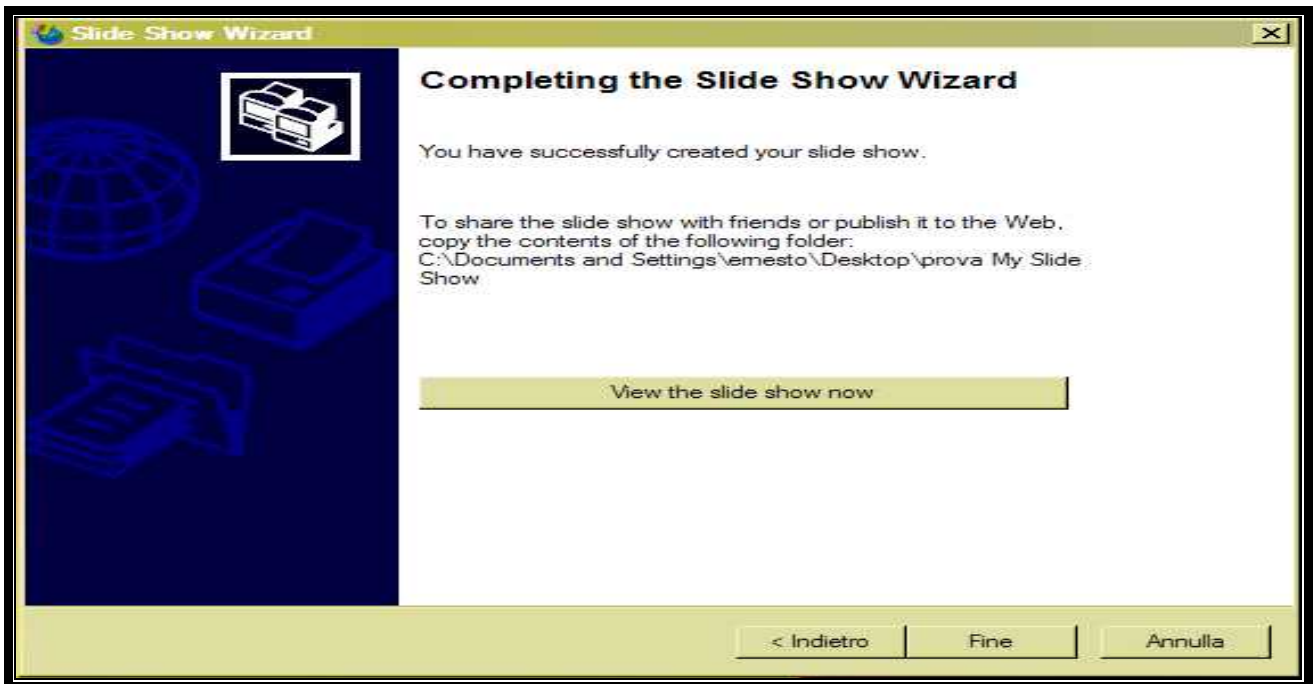 Slide Show Wizard
Completing the Slide Show Wizard
You have successfully created your slide show.
To share the slide show with friends or publish it to the Web,
copy the contents of the following folder:
C:\Documents and Settings\ernesto\Desktop\prova My Slide
Show
View the slide show now
< Indietro
Fine
Annulla